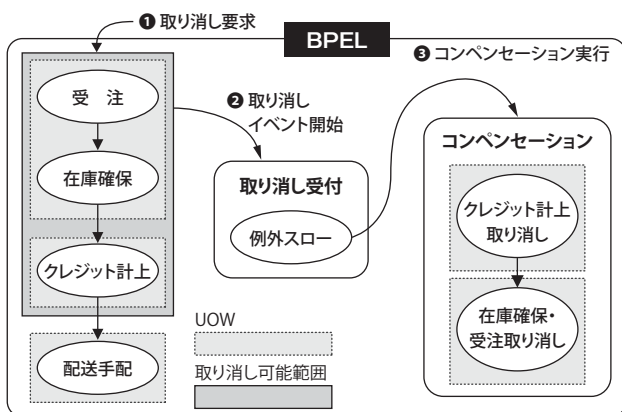 ❶ 取り消し要求
BPEL
❸ コンペンセーション実行
受　注
在庫確保
クレジット計上
配送手配
❷ 取り消し
イベント開始
取り消し受付
例外スロー
コンペンセーション
クレジット計上
取り消し
在庫確保・
受注取り消し
UOW
取り消し可能範囲